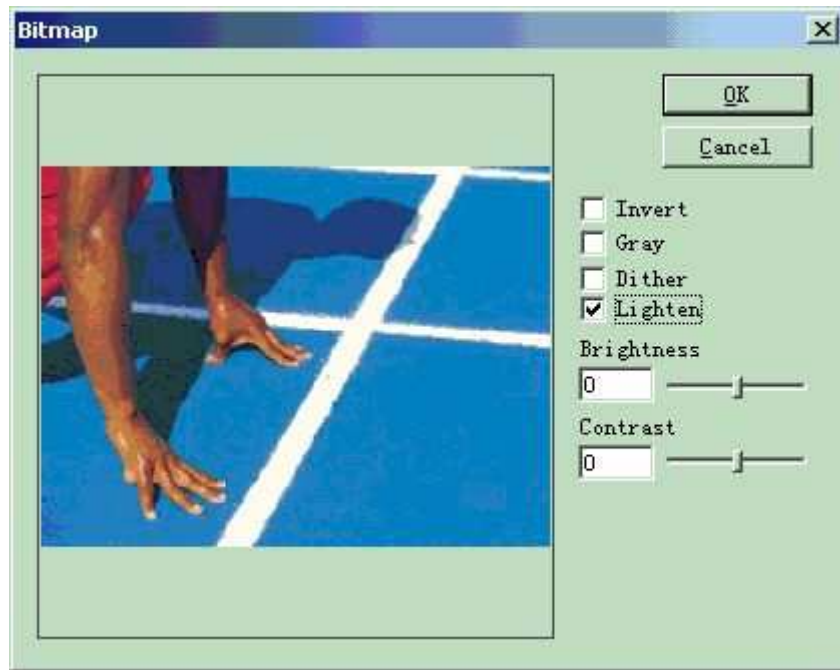 Bitmap
OK
Cancel
Invert
Gray
Dither
Lighten
Brightness
0
Contrast
0